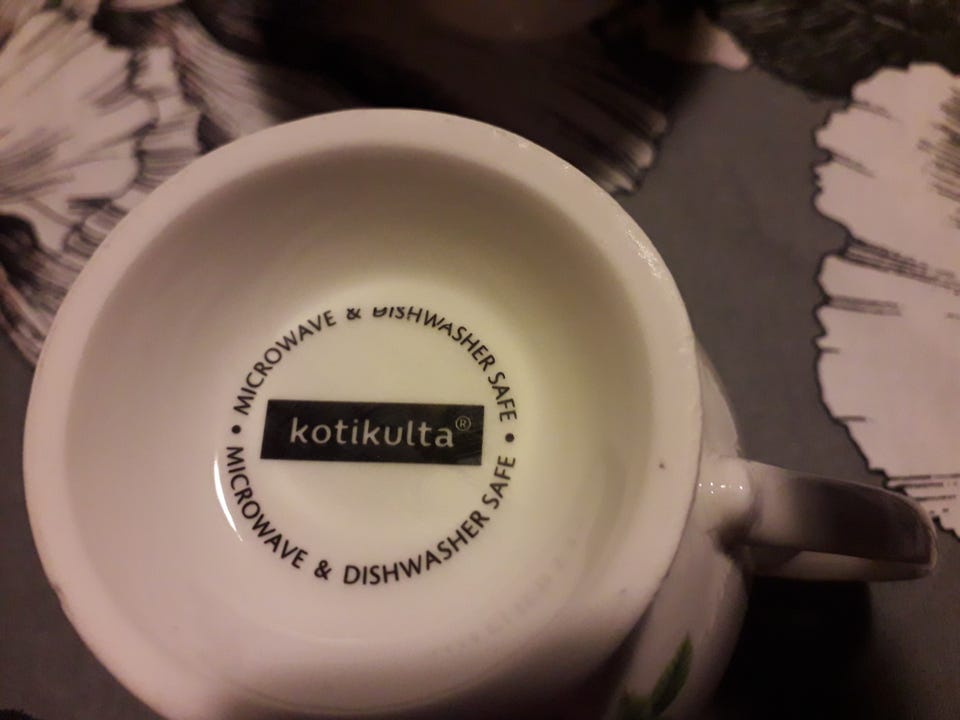 • MICROWAVE & DISHWASHER SAFE •
kotikulta®
MICROWAVE & DISHWASHER SAFE